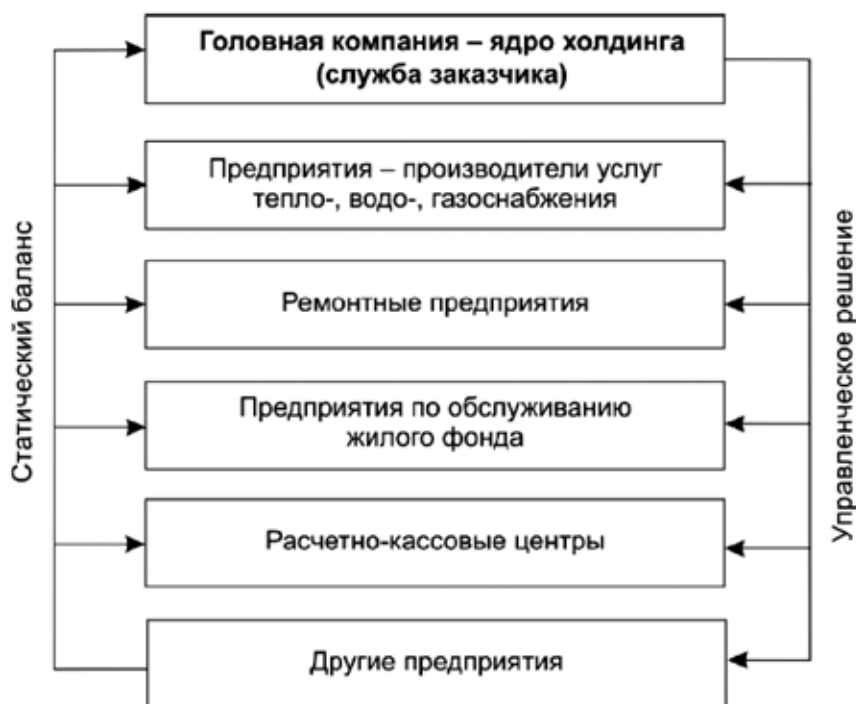 Головная компания – ядро холдинга
(служба заказчика)
Предприятия – производители услуг
тепло-, водо-, газоснабжения
Ремонтные предприятия
Предприятия по обслуживанию
жилого фонда
Расчетно-кассовые центры
Другие предприятия
Статический баланс
Управленческое решение